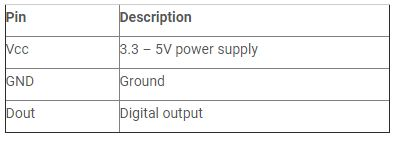 Pin Description
Vcc 3.3 – 5V power supply
GND Ground
Dout Digital output